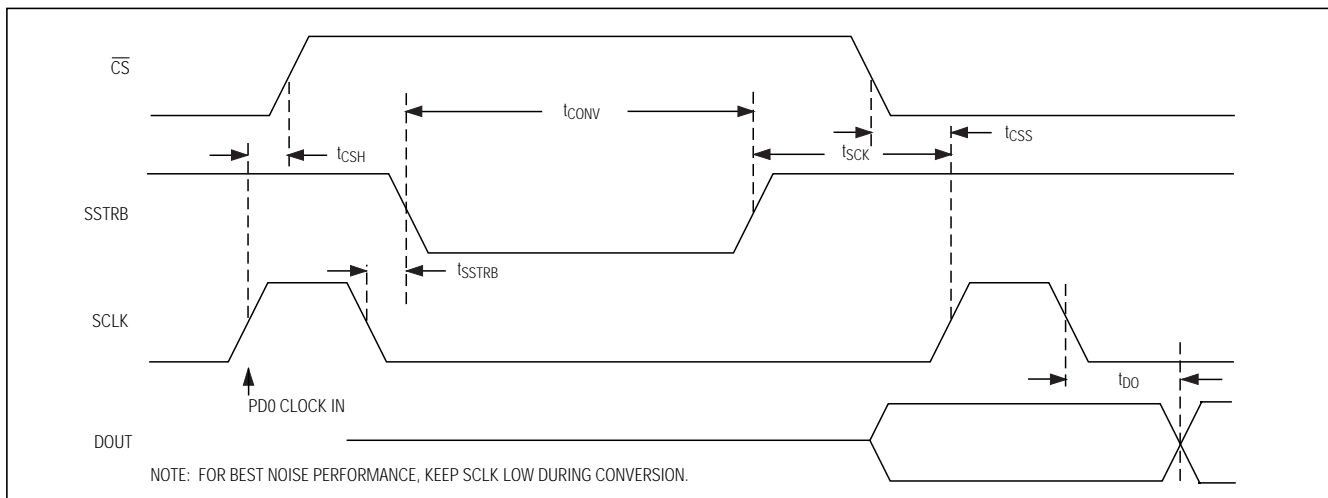 CS
tCONV
tCSS
tCSH
tSCK
SSTRB
tSSTRB
SCLK
PD0 CLOCK IN
tDO
DOUT
NOTE: FOR BEST NOISE PERFORMANCE, KEEP SCLK LOW DURING CONVERSION.